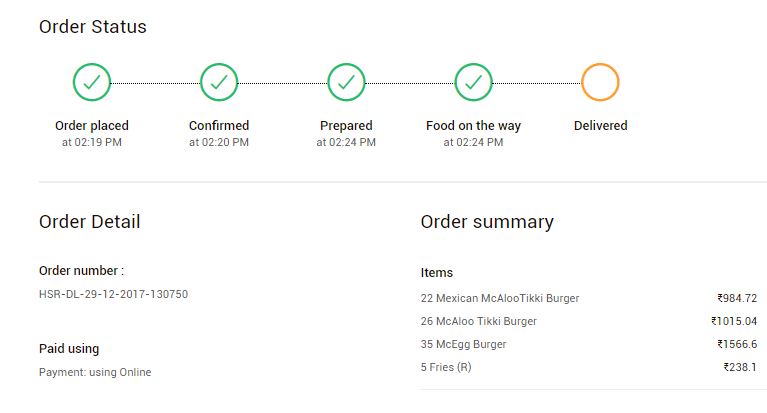 Order Status
Order placed Confirmed Prepared Food on the way Delivered
at 02:19 PM at 02:20 PM at 02:24 PM at 02:24 PM
Order Detail
Order number :
HSR-DL-29-12-2017-130750
Paid using
Payment: using Online
Order summary
Items
22 Mexican McAlooTikki Burger ₹984.72
26 McAloo Tikki Burger ₹1015.04
35 McEgg Burger ₹1566.6
5 Fries (R) ₹238.1